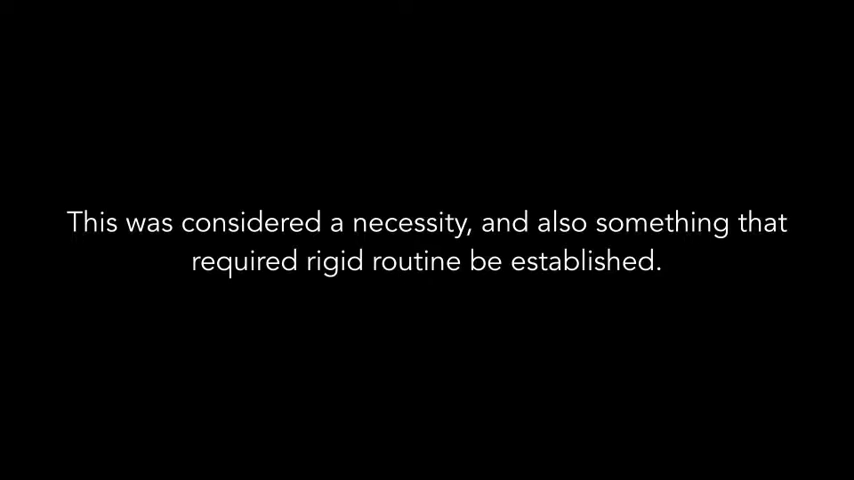 This was considered a necessity, and also something that
required rigid routine be established.